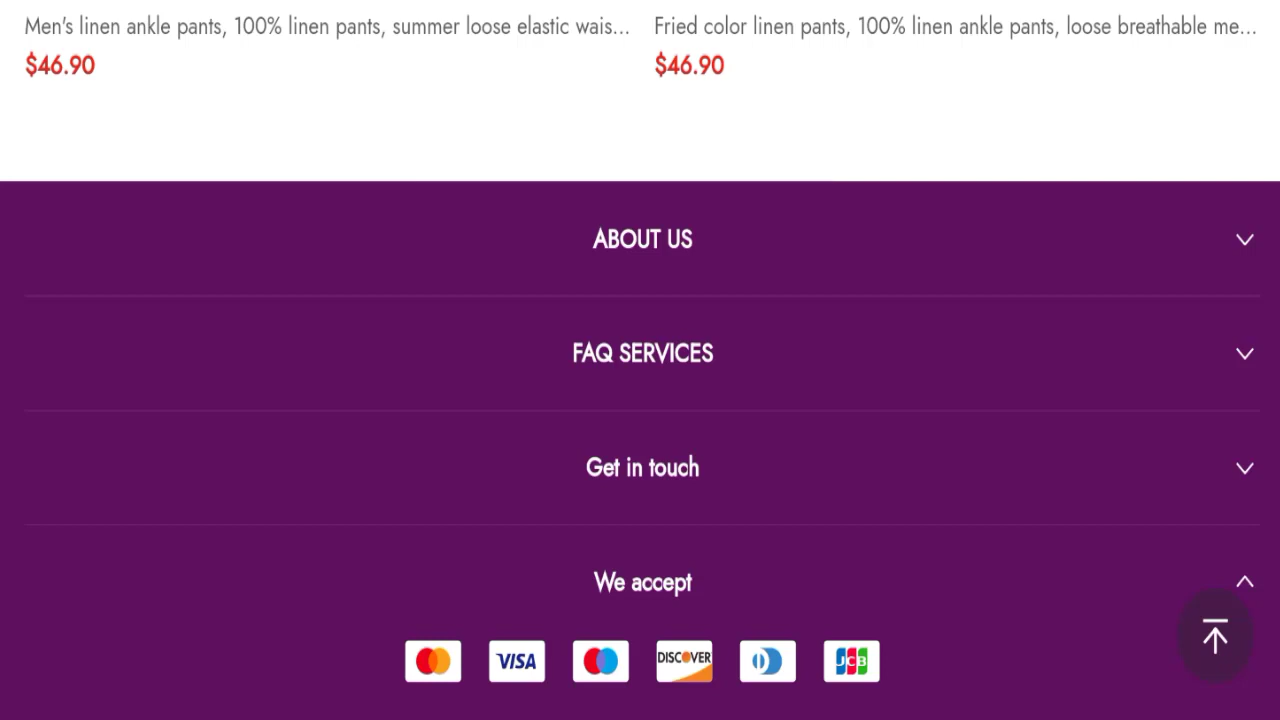 Men's linen ankle pants, 100% linen pants, summer loose elastic wais...
$46.90
Fried color linen pants, 100% linen ankle pants, loose breathable me...
$46.90
ABOUT US
FAQ SERVICES
Get in touch
We accept
VISA
DISCOVER
JCB